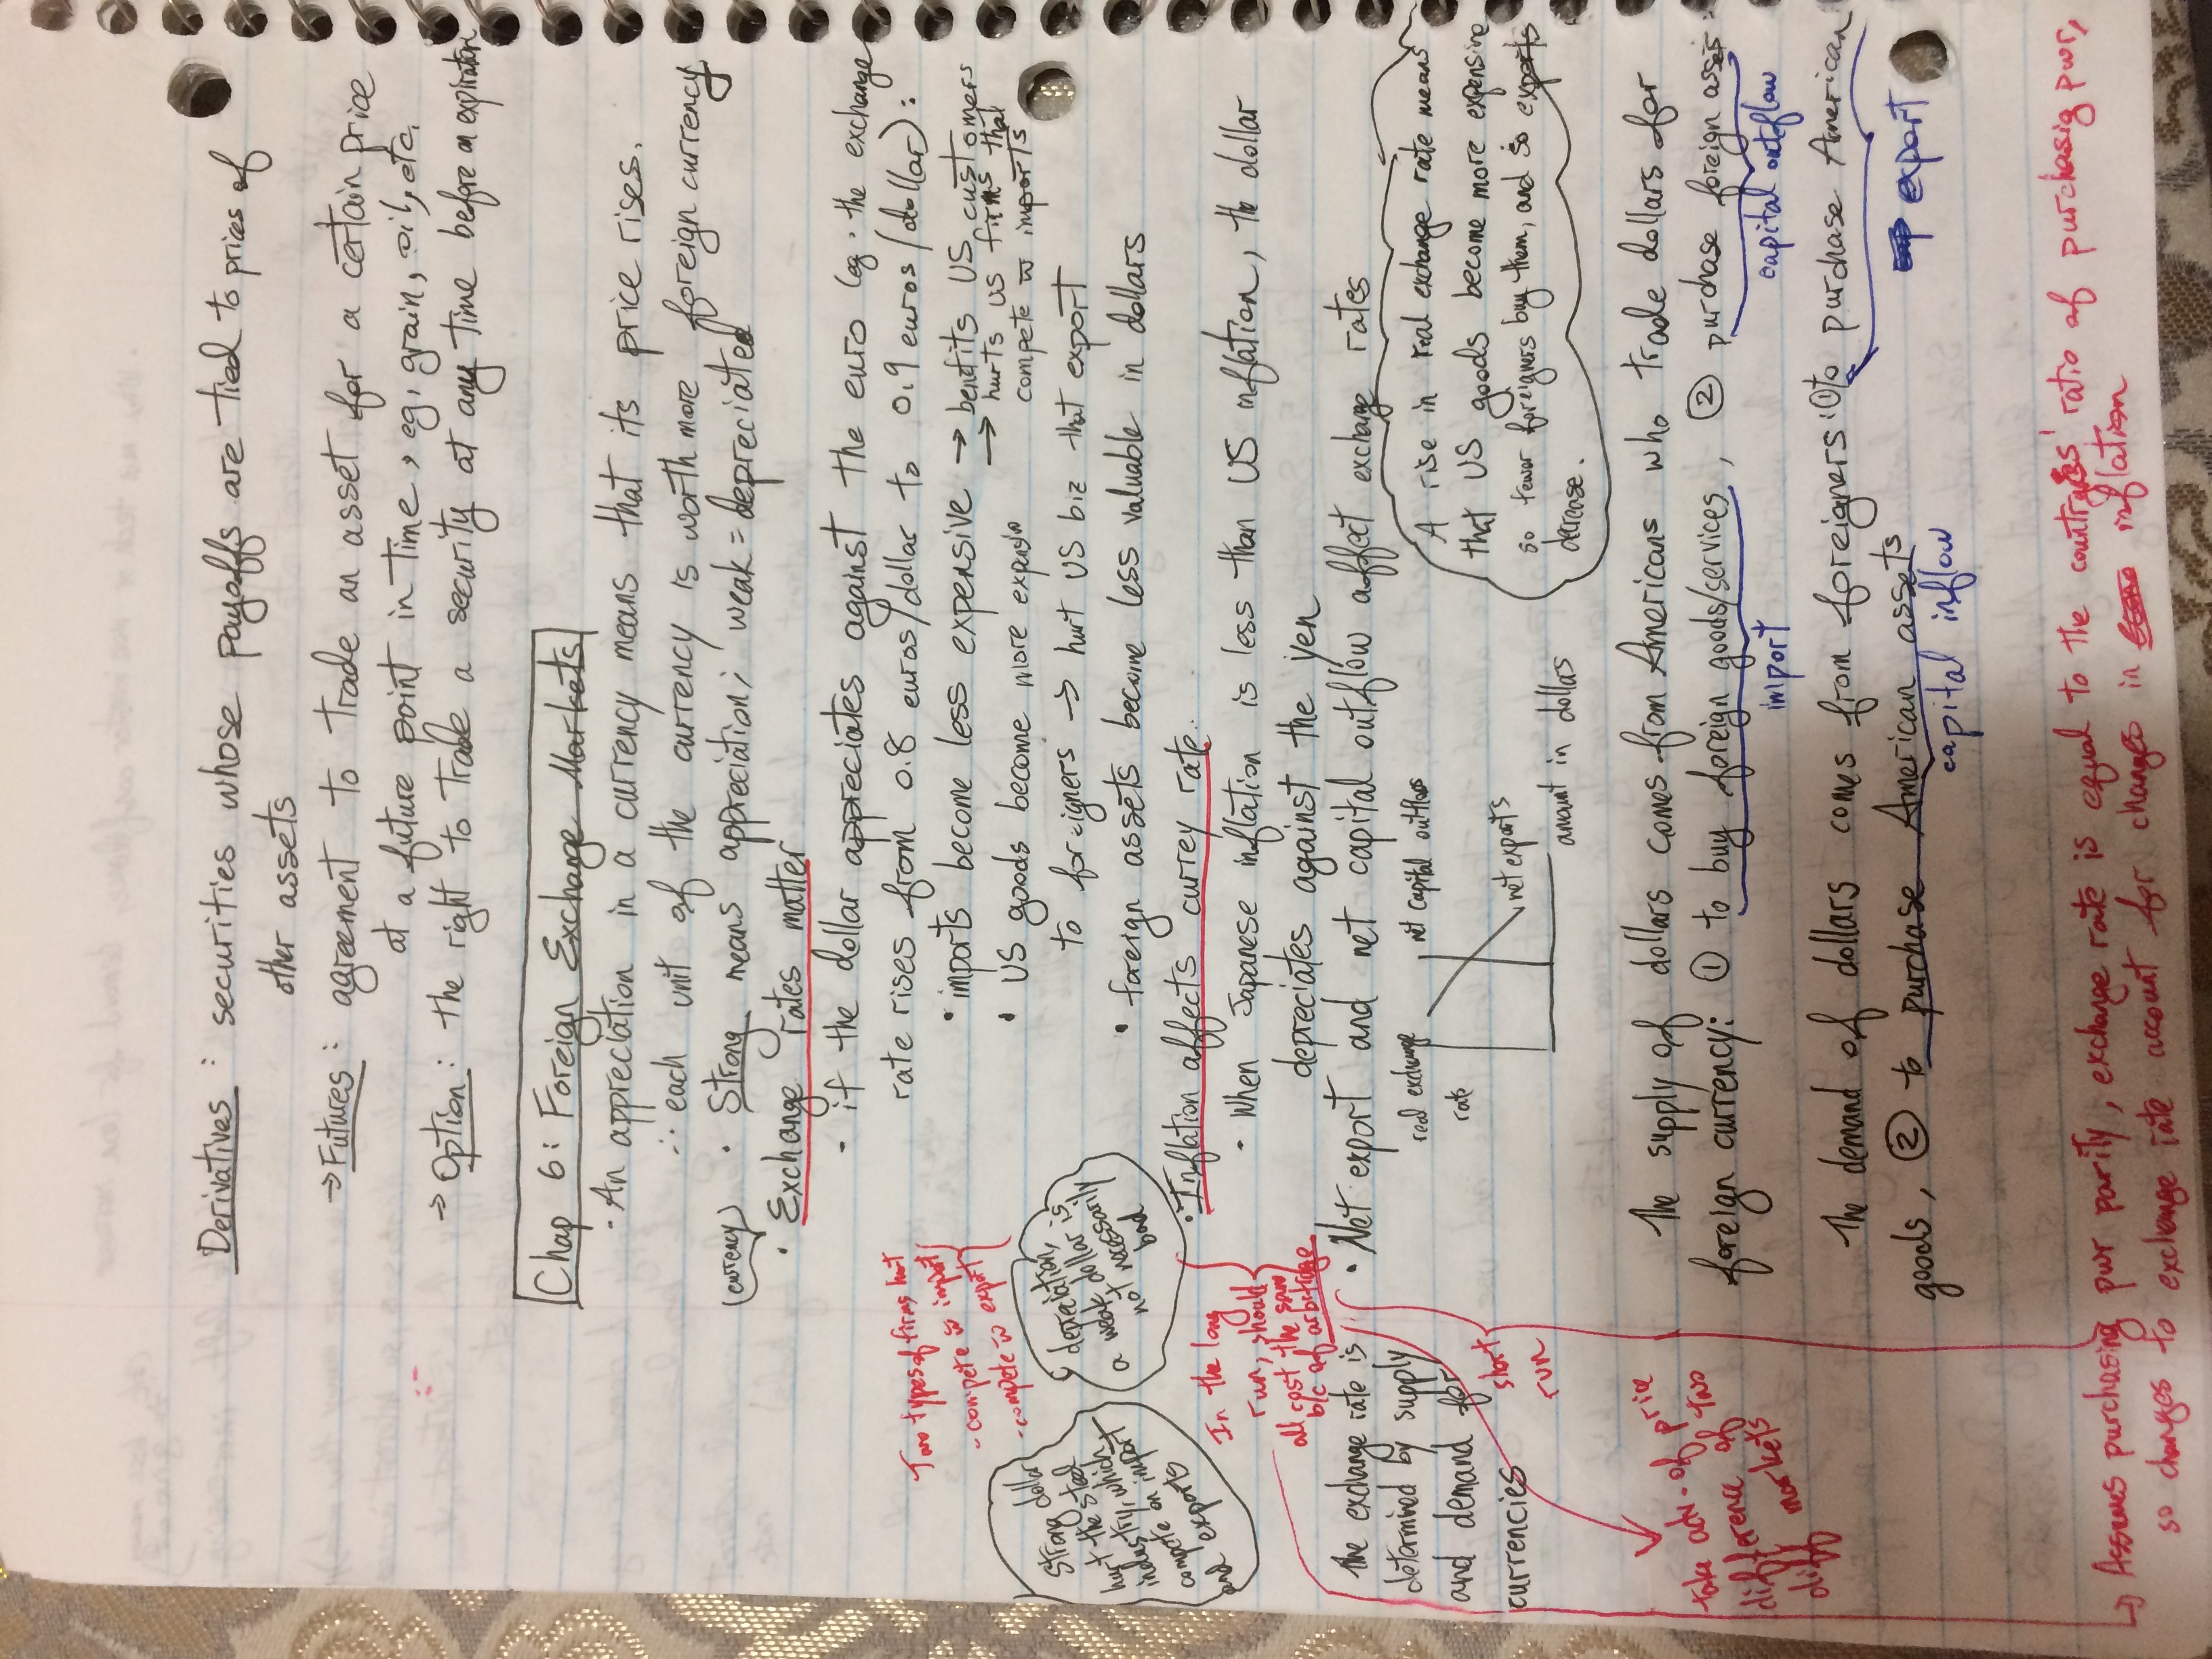 Derivatives : securities whose payoffs are tied to prices of
other assets
→ Futures : agreement to trade an asset for a certain price
at a future point in time, eg, grain, oil, etc.
→ Option : the right to trade a security at any time before an expiration
Chap 6: Foreign Exchange Markets
- An appreciation in a currency means that its price rises.
∴ each unit of the currency is worth more foreign currency
(currency) • Strong means appreciation; weak = depreciated
• Exchange rates matter
- if the dollar appreciates against the euro (eg. the exchange
rate rises from 0.8 euros/dollar to 0.9 euros/dollar):
• imports become less expensive → benefits US customers
→ hurts US firms that
compete w imports
• US goods become more expensive
to foreigners → hurt US biz that export
• foreign assets become less valuable in dollars
Two types of firms hurt
- compete w import
- compete w export
Strong dollar
hurt the steel
industry, which
compete on import
and exports
depreciation,
a weak dollar is
not necessarily
bad
• Inflation affects currey rate.
- When Japanese inflation is less than US inflation, the dollar
depreciates against the yen
In the long
run, should
all cost the same
b/c of arbitrage
• Net export and net capital outflow affect exchange rates
The exchange rate is
determined by supply
and demand for
currencies
short
run
real exchange
rate
net capital outflows
net exports
amount in dollars
A rise in real exchange rate means
that US goods become more expensive
so fewer foreigners buy them, and so exports
decrease.
The supply of dollars comes from Americans who trade dollars for
foreign currency: ① to buy foreign goods/services, ② purchase foreign assets
import
capital outflow
The demand of dollars comes from foreigners: ① to purchase American
goods, ② to purchase American assets
export
capital inflow
take adv. of price
difference of two
diff markets
↳ Assumes purchasing pwr parity, exchange rate is equal to the countries' ratio of purchasig pwr,
so changes to exchange rate account for changes in inflation